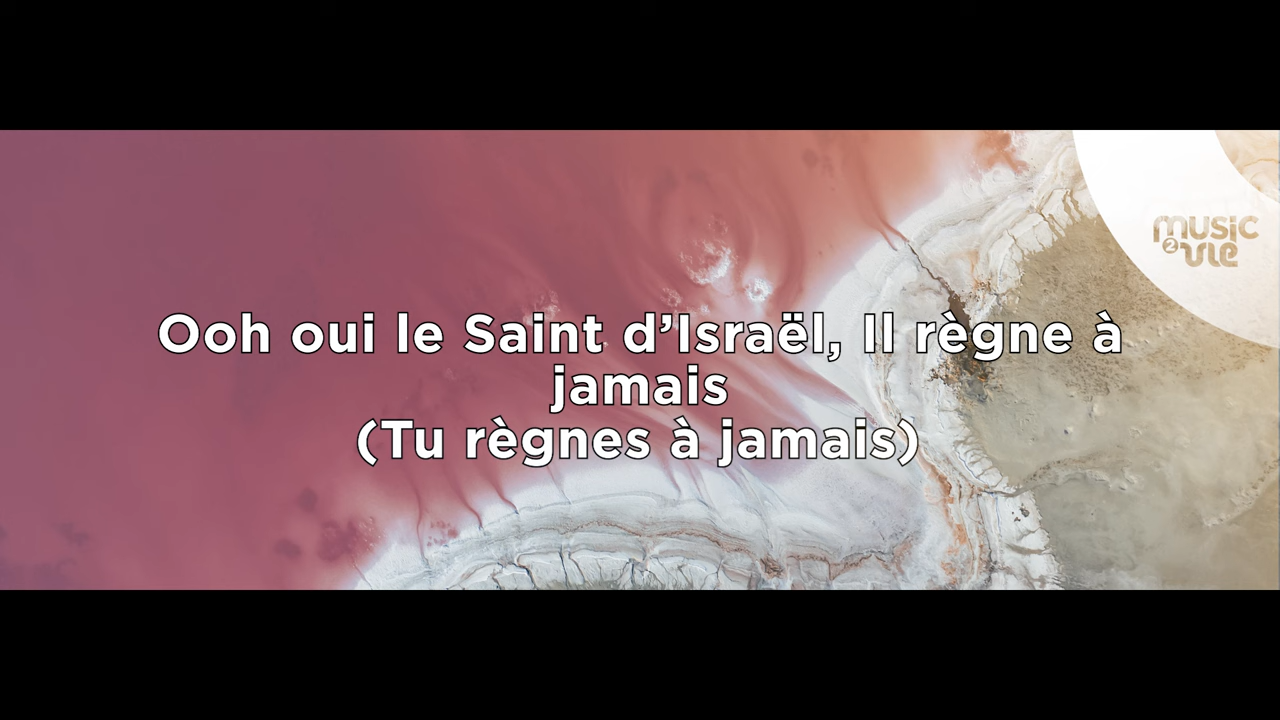 music
2 vie
Ooh oui le Saint d’Israël, Il règne à
jamais
(Tu règnes à jamais)